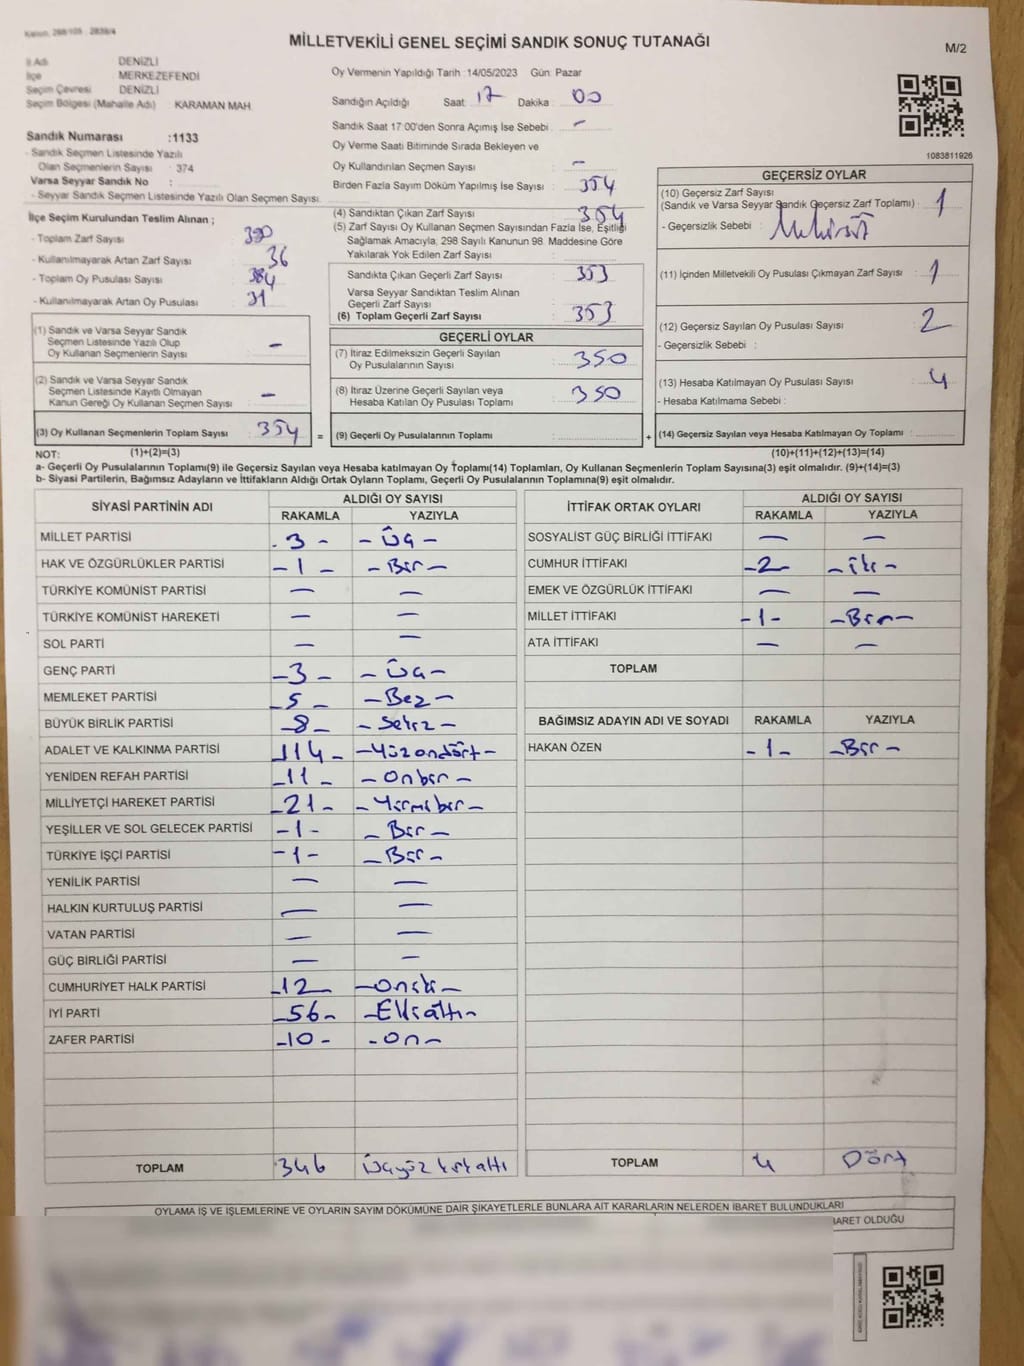 Kanun. 298/105 - 2839/4
MİLLETVEKİLİ GENEL SEÇİMİ SANDIK SONUÇ TUTANAĞI
M/2
İl Adı DENİZLİ
İlçe MERKEZEFENDİ
Seçim Çevresi DENİZLİ
Seçim Bölgesi (Mahalle Adı) KARAMAN MAH.
Sandık Numarası :1133
- Sandık Seçmen Listesinde Yazılı
Olan Seçmenlerin Sayısı : 374
Varsa Seyyar Sandık No :
- Seyyar Sandık Seçmen Listesinde Yazılı Olan Seçmen Sayısı
İlçe Seçim Kurulundan Teslim Alınan ;
- Toplam Zarf Sayısı 390
- Kullanılmayarak Artan Zarf Sayısı 36
- Toplam Oy Pusulası Sayısı 384
- Kullanılmayarak Artan Oy Pusulası 31
(1) Sandık ve Varsa Seyyar Sandık
Seçmen Listesinde Yazılı Olup
Oy Kullanan Seçmenlerin Sayısı -
(2) Sandık ve Varsa Seyyar Sandık
Seçmen Listesinde Kayıtlı Olmayan
Kanun Gereği Oy Kullanan Seçmen Sayısı -
(3) Oy Kullanan Seçmenlerin Toplam Sayısı 354 =
Oy Vermenin Yapıldığı Tarih :14/05/2023 Gün Pazar
Sandığın Açıldığı Saat 17 Dakika 00
Sandık Saat 17:00'den Sonra Açımış İse Sebebi : -
Oy Verme Saati Bitiminde Sırada Bekleyen ve
Oy Kullandırılan Seçmen Sayısı : -
Birden Fazla Sayım Döküm Yapılmış İse Sayısı : 354
(4) Sandıktan Çıkan Zarf Sayısı 354
(5) Zarf Sayısı Oy Kullanan Seçmen Sayısından Fazla İse, Eşitliği
Sağlamak Amacıyla, 298 Sayılı Kanunun 98. Maddesine Göre
Yakılarak Yok Edilen Zarf Sayısı :
Sandıkta Çıkan Geçerli Zarf Sayısı 353
Varsa Seyyar Sandıktan Teslim Alınan
Geçerli Zarf Sayısı
(6) Toplam Geçerli Zarf Sayısı 353
GEÇERLİ OYLAR
(7) İtiraz Edilmeksizin Geçerli Sayılan
Oy Pusulalarının Sayısı 350
(8) İtiraz Üzerine Geçerli Sayılan veya
Hesaba Katılan Oy Pusulası Toplamı 350
(9) Geçerli Oy Pusulalarının Toplamı +
1083811926
GEÇERSİZ OYLAR
(10) Geçersiz Zarf Sayısı
(Sandık ve Varsa Seyyar Sandık Geçersiz Zarf Toplamı) : 1
- Geçersizlik Sebebi :
(11) İçinden Milletvekili Oy Pusulası Çıkmayan Zarf Sayısı : 1
(12) Geçersiz Sayılan Oy Pusulası Sayısı : 2
- Geçersizlik Sebebi :
(13) Hesaba Katılmayan Oy Pusulası Sayısı : 4
- Hesaba Katılmama Sebebi :
(14) Geçersiz Sayılan veya Hesaba Katılmayan Oy Toplamı :
NOT: (1)+(2)=(3) (10)+(11)+(12)+(13)=(14)
a- Geçerli Oy Pusulalarının Toplamı(9) ile Geçersiz Sayılan veya Hesaba katılmayan Oy Toplamı(14) Toplamları, Oy Kullanan Seçmenlerin Toplam Sayısına(3) eşit olmalıdır. (9)+(14)=(3)
b- Siyasi Partilerin, Bağımsız Adayların ve İttifakların Aldığı Ortak Oyların Toplamı, Geçerli Oy Pusulalarının Toplamına(9) eşit olmalıdır.
SİYASİ PARTİNİN ADI ALDIĞI OY SAYISI
RAKAMLA YAZIYLA
MİLLET PARTİSİ 3 - - Üç -
HAK VE ÖZGÜRLÜKLER PARTİSİ - 1 - - Bir -
TÜRKİYE KOMÜNİST PARTİSİ - -
TÜRKİYE KOMÜNİST HAREKETİ - -
SOL PARTİ - -
GENÇ PARTİ - 3 - - Üç -
MEMLEKET PARTİSİ - 5 - - Beş -
BÜYÜK BİRLİK PARTİSİ - 8 - - Sekiz -
ADALET VE KALKINMA PARTİSİ - 114 - - Yüzondört -
YENİDEN REFAH PARTİSİ - 11 - - Onbir -
MİLLİYETÇİ HAREKET PARTİSİ - 21 - - Yirmibir -
YEŞİLLER VE SOL GELECEK PARTİSİ - 1 - - Bir -
TÜRKİYE İŞÇİ PARTİSİ - 1 - - Bir -
YENİLİK PARTİSİ - -
HALKIN KURTULUŞ PARTİSİ - -
VATAN PARTİSİ - -
GÜÇ BİRLİĞİ PARTİSİ - -
CUMHURİYET HALK PARTİSİ - 112 - - Oniki -
İYİ PARTİ - 56 - - Elliاltı -
ZAFER PARTİSİ - 10 - - On -
TOPLAM 346 Üçyüz kırkaltı
İTTİFAK ORTAK OYLARI ALDIĞI OY SAYISI
RAKAMLA YAZIYLA
SOSYALİST GÜÇ BİRLİĞİ İTTİFAKI - -
CUMHUR İTTİFAKI - 2 - - iki -
EMEK VE ÖZGÜRLÜK İTTİFAKI - -
MİLLET İTTİFAKI - 1 - - Bir -
ATA İTTİFAKI - -
TOPLAM
BAĞIMSIZ ADAYIN ADI VE SOYADI RAKAMLA YAZIYLA
HAKAN ÖZEN - 1 - - Bir -
TOPLAM 4 Dört
OYLAMA İŞ VE İŞLEMLERİNE VE OYLARIN SAYIM DÖKÜMÜNE DAİR ŞİKAYETLERLE BUNLARA AİT KARARLARIN NELERDEN İBARET BULUNDUKLARI
BARET OLDUĞU